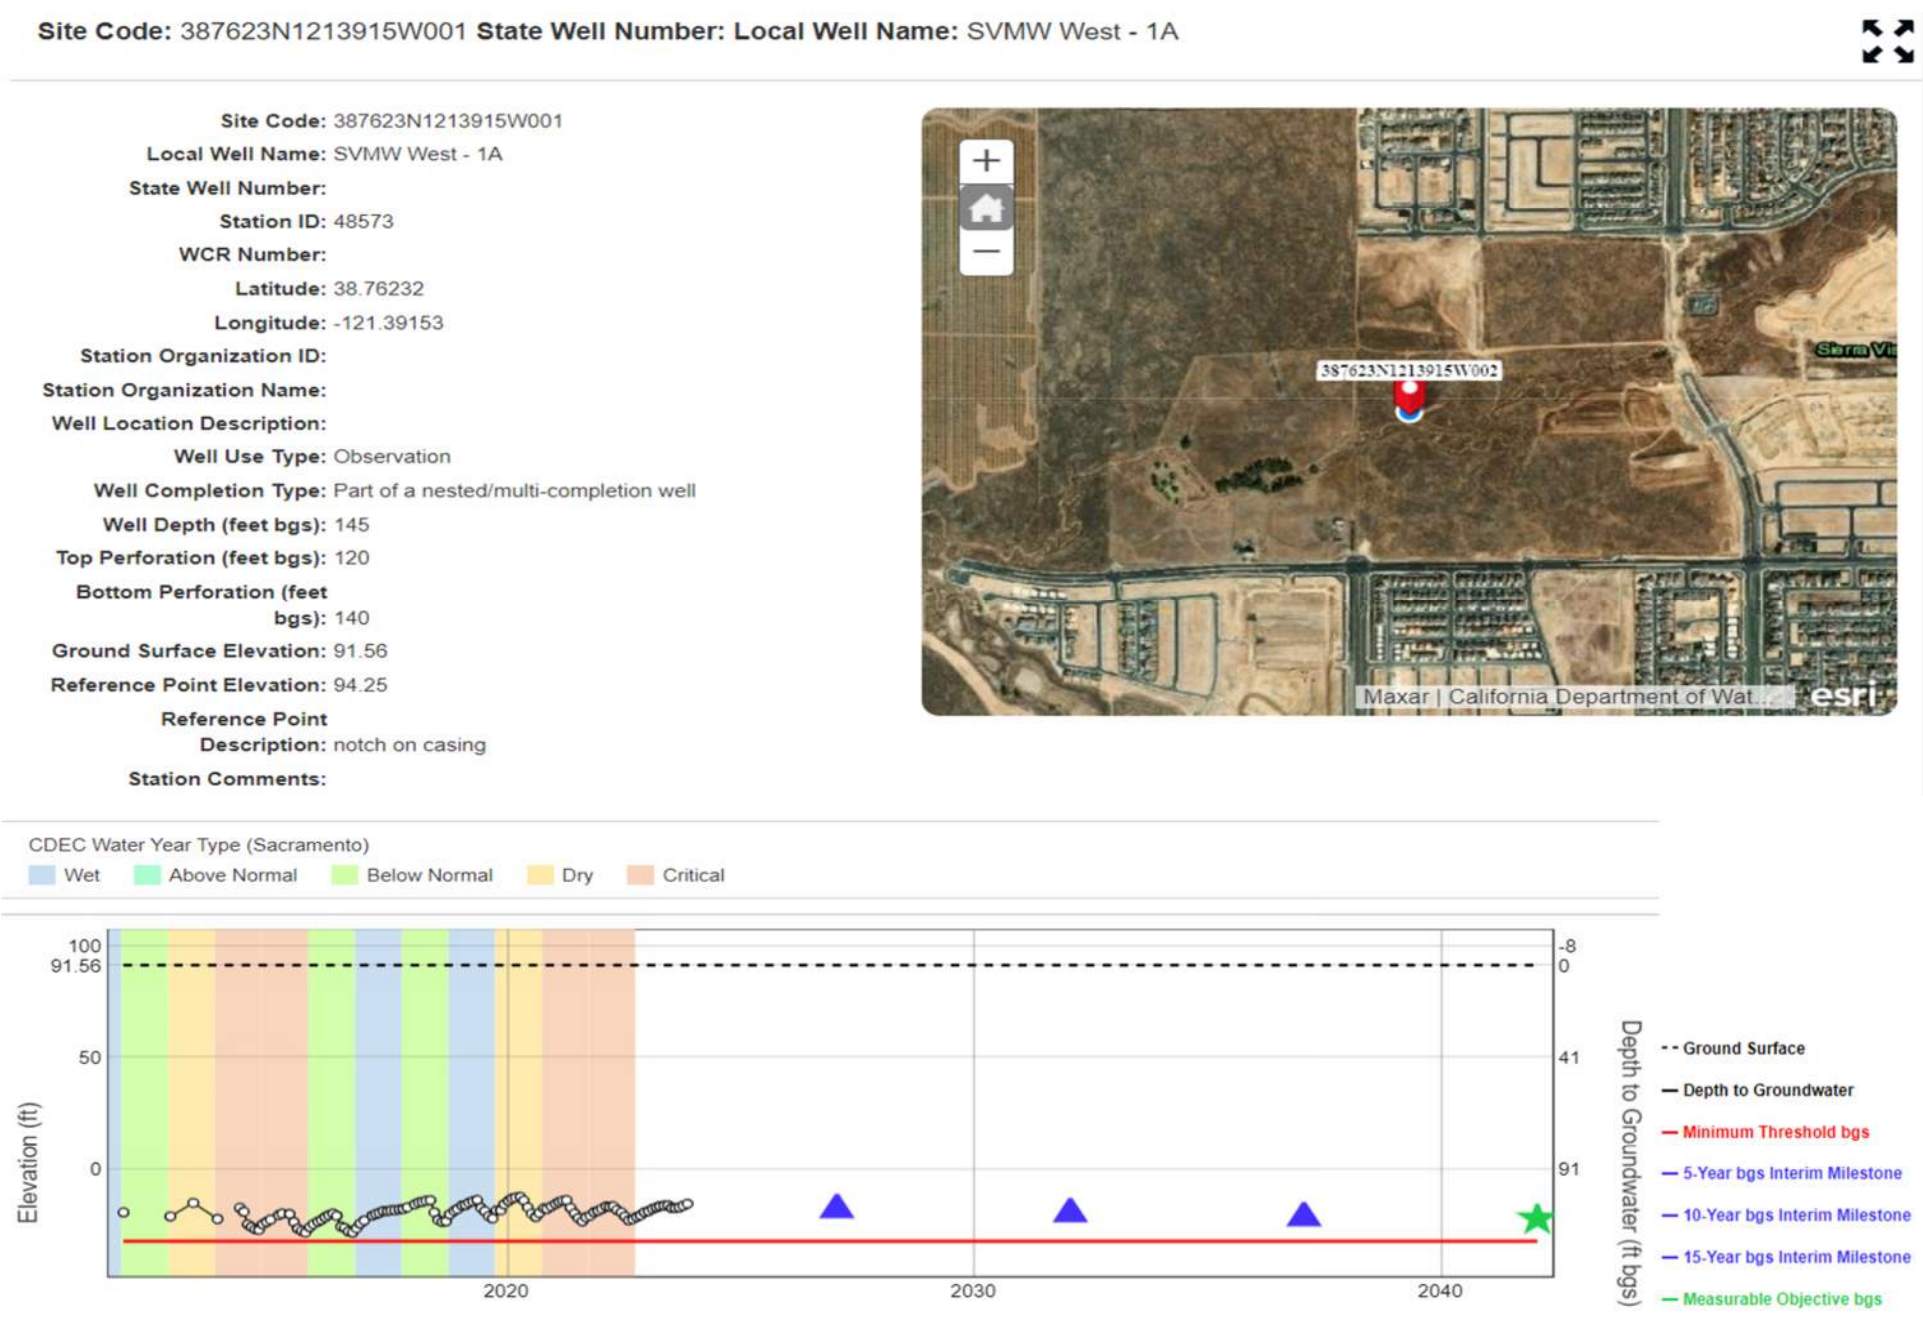 Site Code: 387623N1213915W001 State Well Number: Local Well Name: SVMW West - 1A
Site Code: 387623N1213915W001
Local Well Name: SVMW West - 1A
State Well Number:
Station ID: 48573
WCR Number:
Latitude: 38.76232
Longitude: -121.39153
Station Organization ID:
Station Organization Name:
Well Location Description:
Well Use Type: Observation
Well Completion Type: Part of a nested/multi-completion well
Well Depth (feet bgs): 145
Top Perforation (feet bgs): 120
Bottom Perforation (feet
bgs): 140
Ground Surface Elevation: 91.56
Reference Point Elevation: 94.25
Reference Point
Description: notch on casing
Station Comments:
+
−
387623N1213915W002
Sierra Vis
Maxar | California Department of Wat...
esri
CDEC Water Year Type (Sacramento)
Wet Above Normal Below Normal Dry Critical
Elevation (ft)
100
91.56
50
0
2020 2030 2040
-8
0
41
91
Depth to Groundwater (ft bgs)
Ground Surface
Depth to Groundwater
Minimum Threshold bgs
5-Year bgs Interim Milestone
10-Year bgs Interim Milestone
15-Year bgs Interim Milestone
Measurable Objective bgs